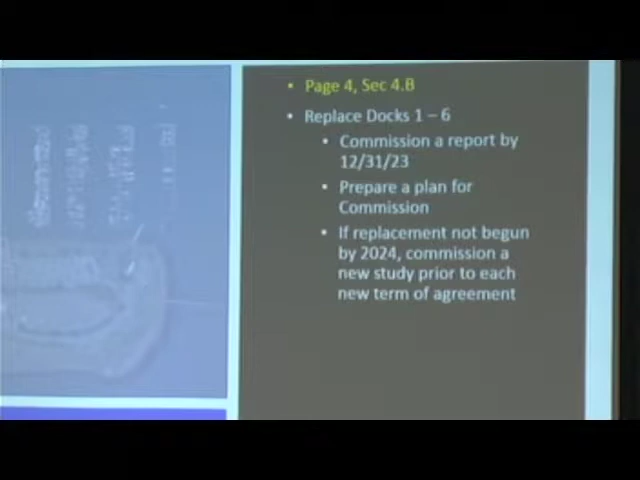 • Page 4, Sec 4.B
• Replace Docks 1 – 6
• Commission a report by
12/31/23
• Prepare a plan for
Commission
• If replacement not begun
by 2024, commission a
new study prior to each
new term of agreement